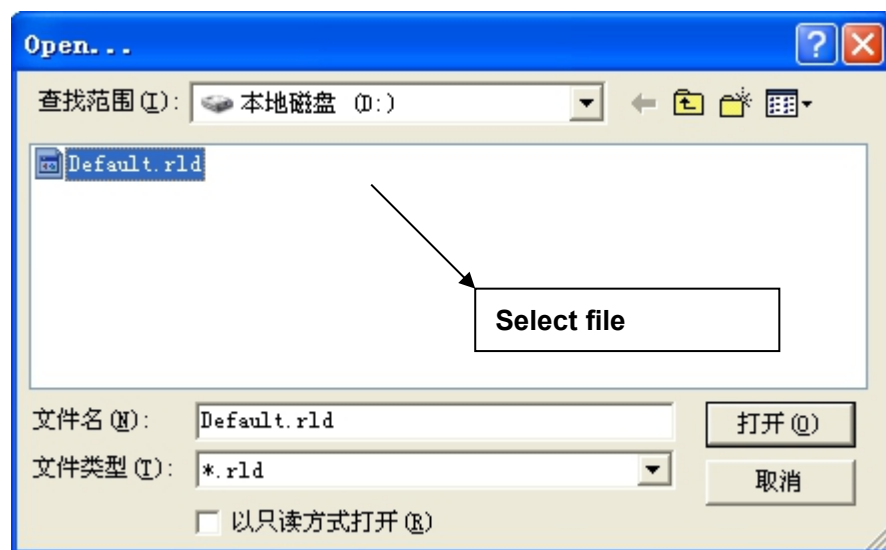 Open...
查找范围(I): 本地磁盘 (D:)
Default.rld
Select file
文件名(N): Default.rld 打开(O)
文件类型(T): *.rld 取消
以只读方式打开(R)